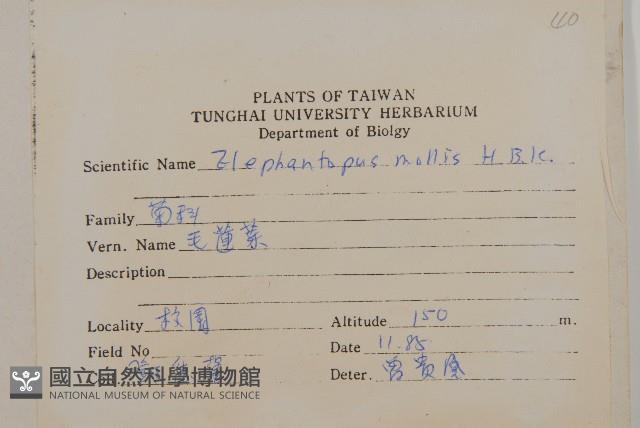 40
PLANTS OF TAIWAN
TUNGHAI UNIVERSITY HERBARIUM
Department of Biolgy
Scientific Name Elephantopus mollis H.B.K.
Family 菊科
Vern. Name 毛蓮菜
Description
Locality 校園 Altitude 150 m.
Field No Date 11.85
Deter. 曾貴
國立自然科學博物館
NATIONAL MUSEUM OF NATURAL SCIENCE